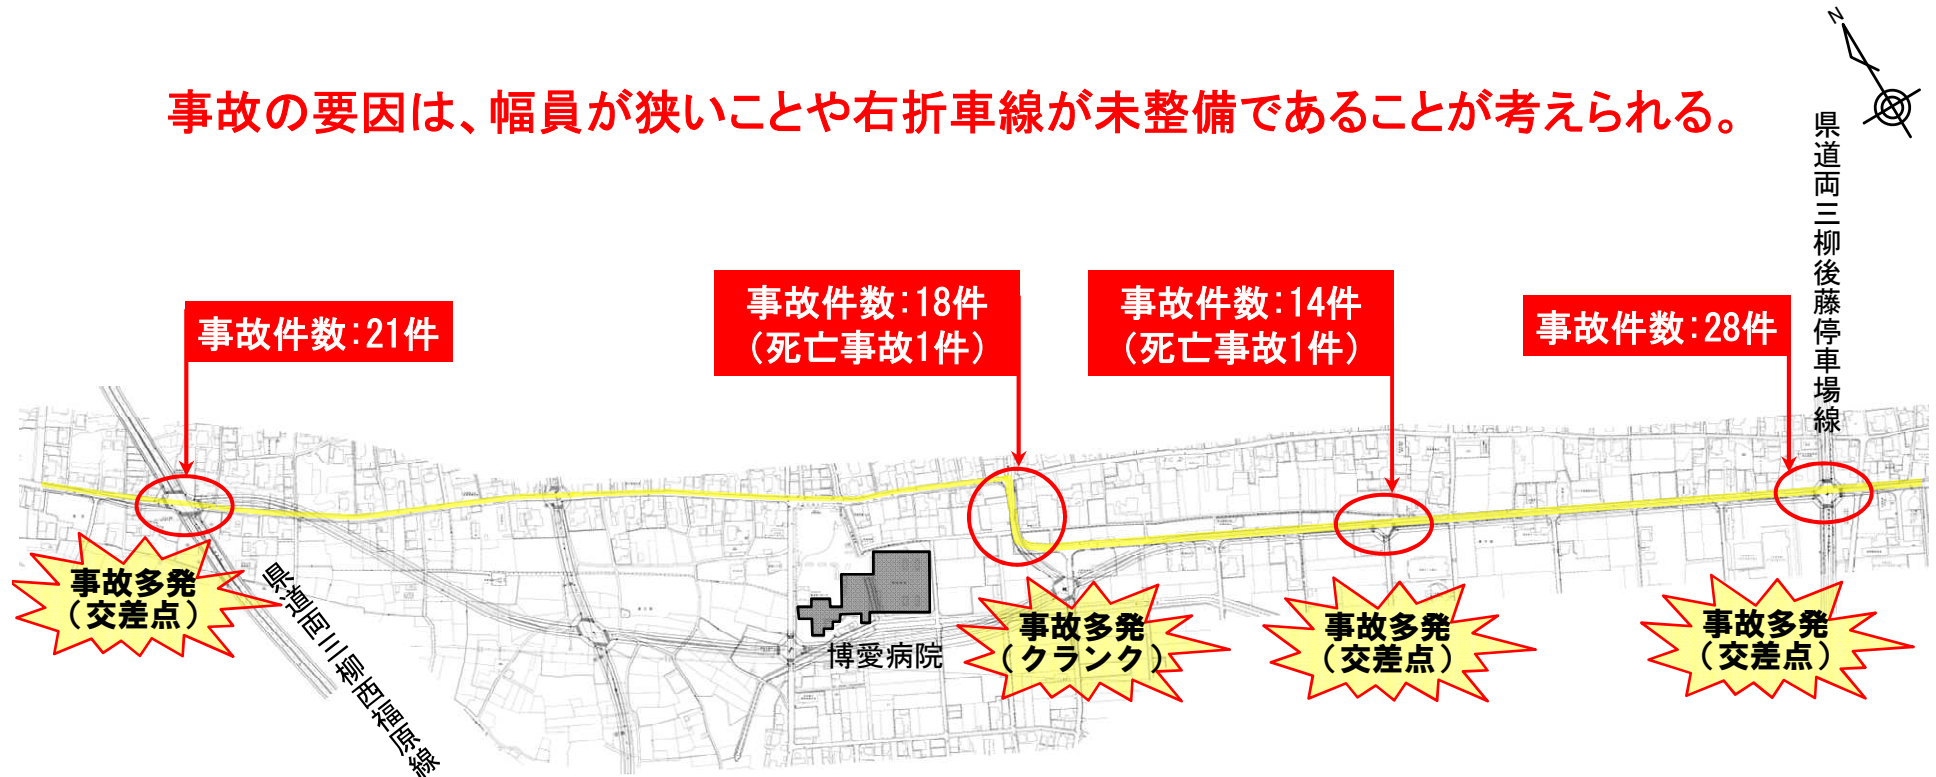 N
事故の要因は、幅員が狭いことや右折車線が未整備であることが考えられる。
県道両三柳後藤停車場線
事故件数:21件
事故件数:18件
(死亡事故1件)
事故件数:14件
(死亡事故1件)
事故件数:28件
事故多発
(交差点)
県道両三柳西福原線
博愛病院
事故多発
(クランク)
事故多発
(交差点)
事故多発
(交差点)